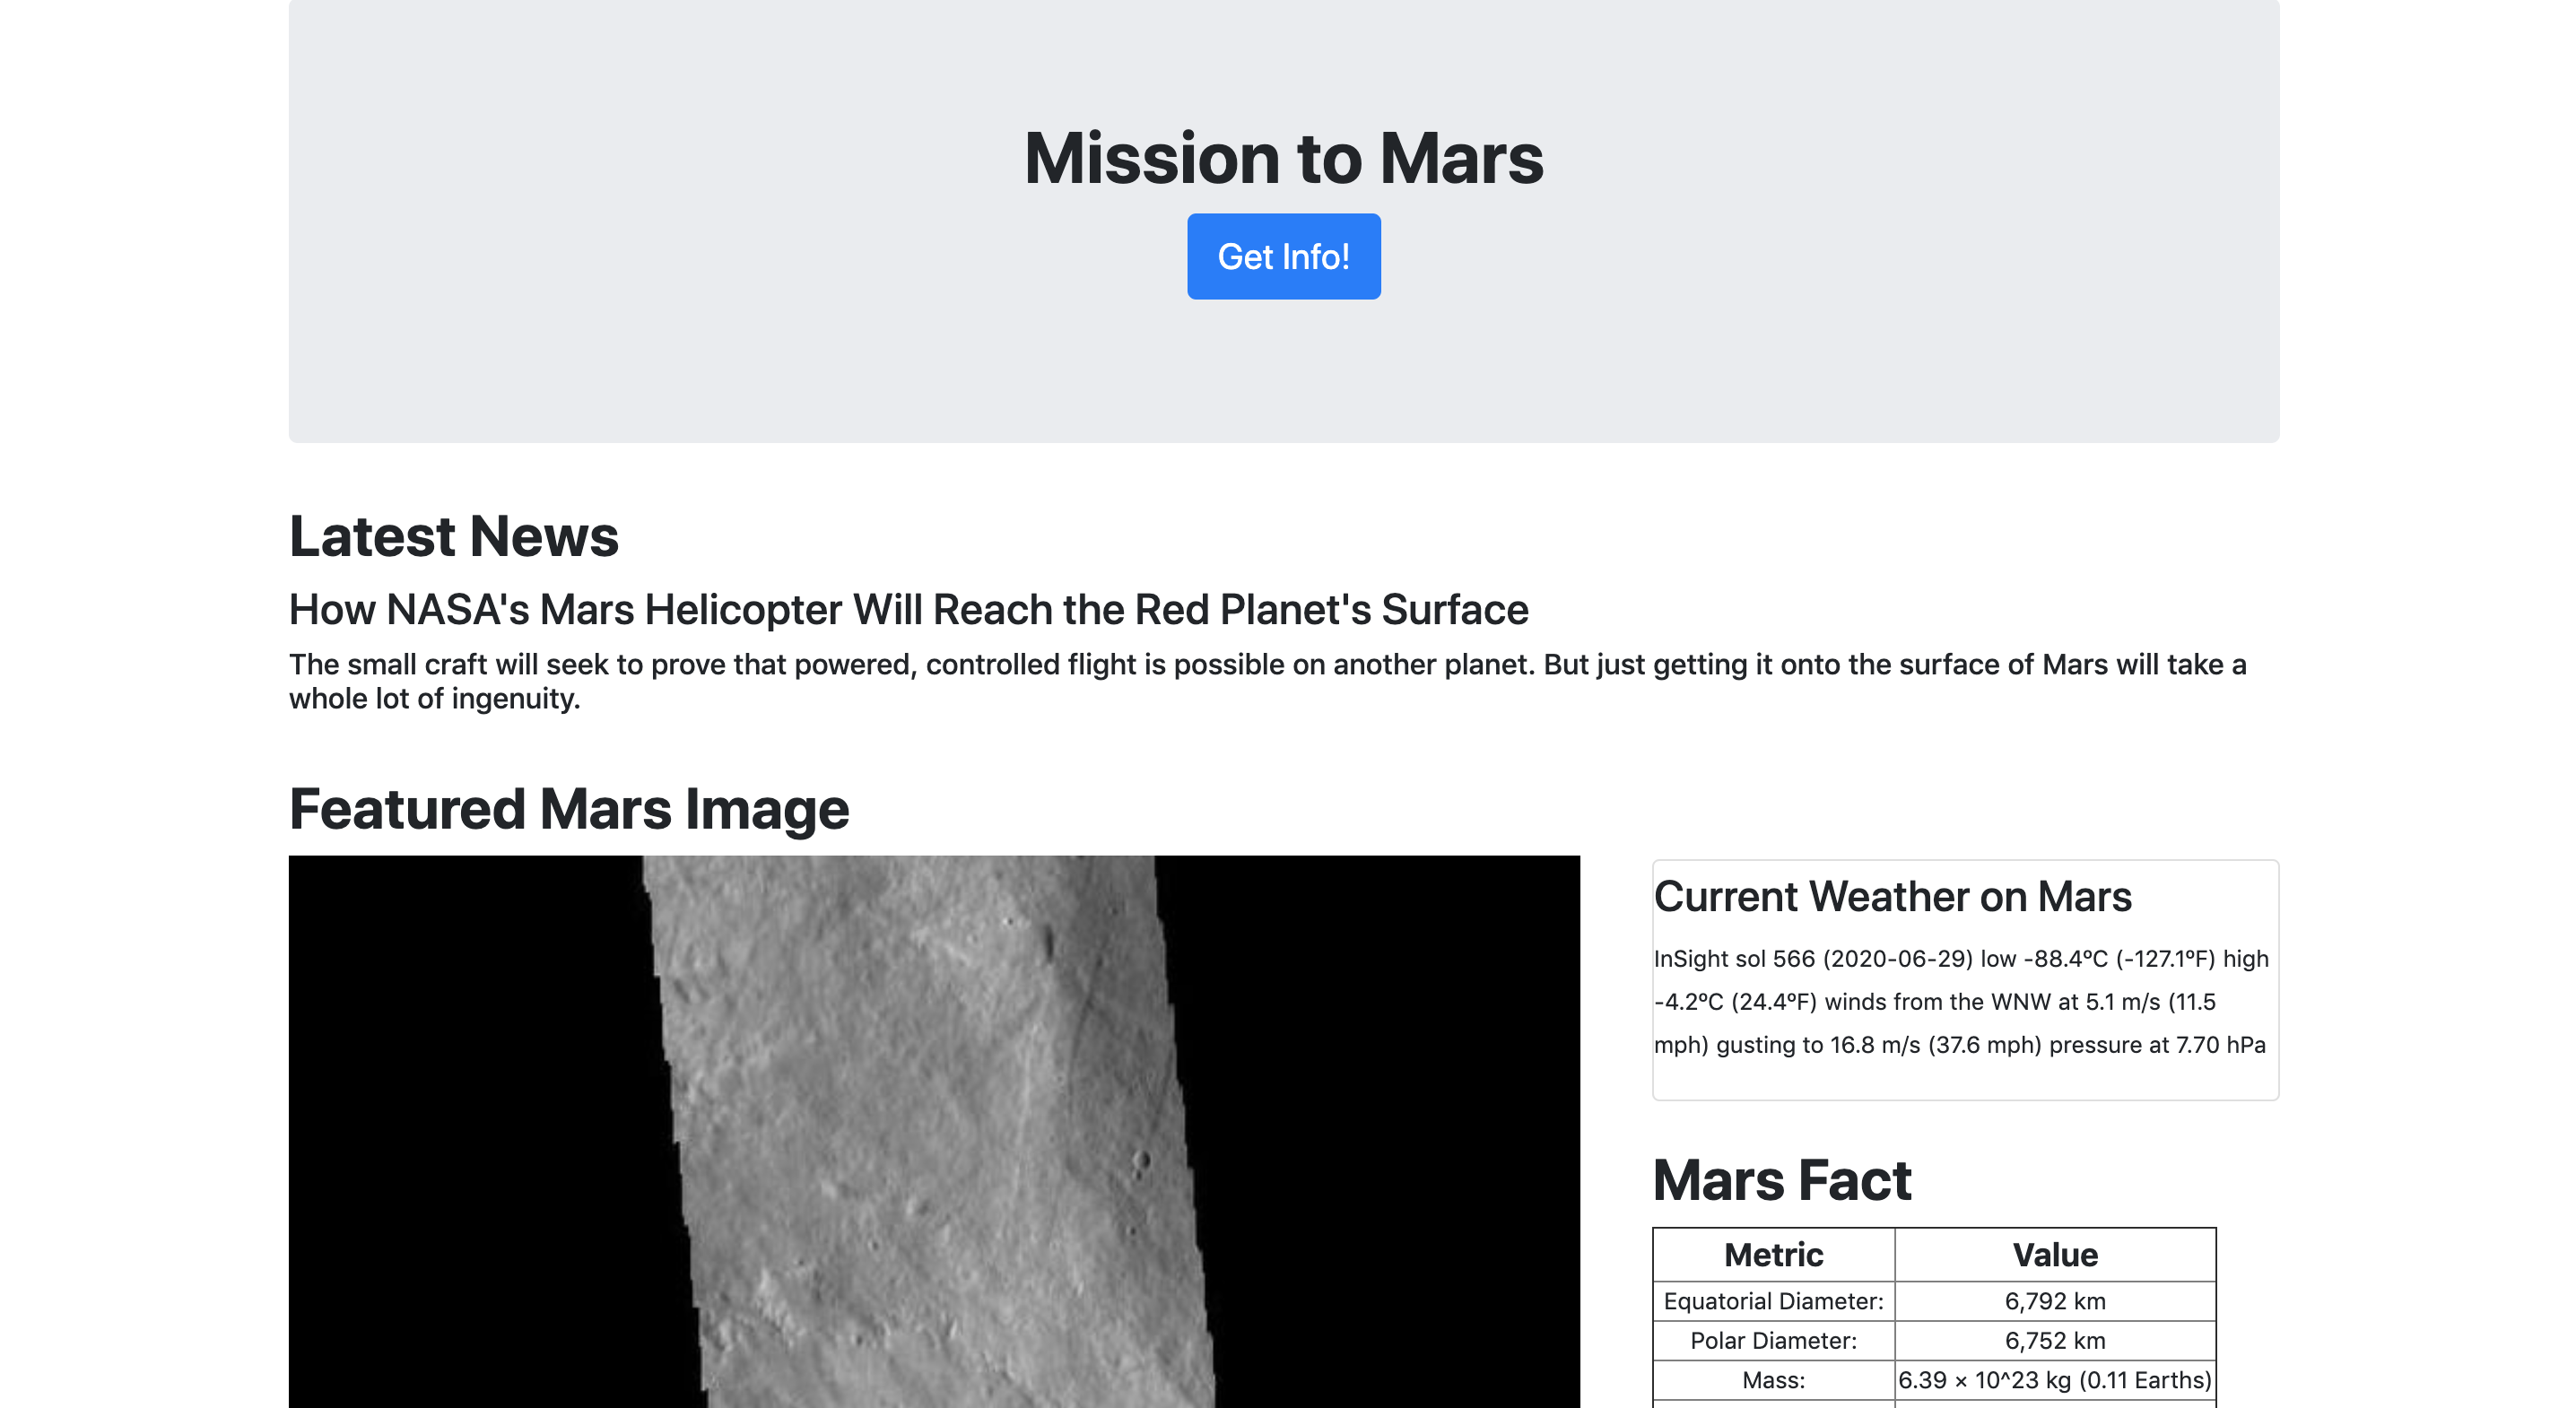 Mission to Mars
Get Info!
Latest News
How NASA's Mars Helicopter Will Reach the Red Planet's Surface
The small craft will seek to prove that powered, controlled flight is possible on another planet. But just getting it onto the surface of Mars will take a
whole lot of ingenuity.
Featured Mars Image
Current Weather on Mars
InSight sol 566 (2020-06-29) low -88.4ºC (-127.1ºF) high
-4.2ºC (24.4ºF) winds from the WNW at 5.1 m/s (11.5
mph) gusting to 16.8 m/s (37.6 mph) pressure at 7.70 hPa
Mars Fact
Metric Value
Equatorial Diameter: 6,792 km
Polar Diameter: 6,752 km
Mass: 6.39 × 10^23 kg (0.11 Earths)